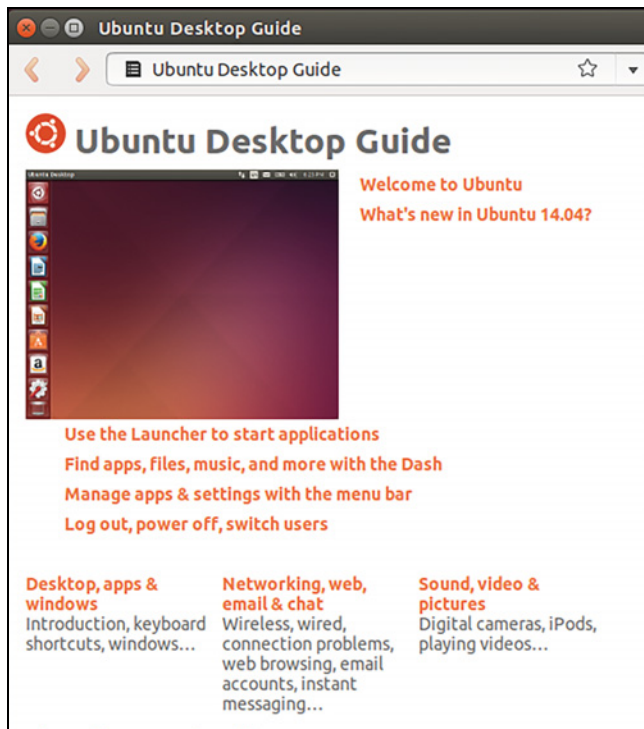 Ubuntu Desktop Guide
Ubuntu Desktop Guide
Ubuntu Desktop Guide
Ubuntu Desktop
Welcome to Ubuntu
What's new in Ubuntu 14.04?
Use the Launcher to start applications
Find apps, files, music, and more with the Dash
Manage apps & settings with the menu bar
Log out, power off, switch users
Desktop, apps &
windows
Introduction, keyboard
shortcuts, windows...
Networking, web,
email & chat
Wireless, wired,
connection problems,
web browsing, email
accounts, instant
messaging...
Sound, video &
pictures
Digital cameras, iPods,
playing videos...